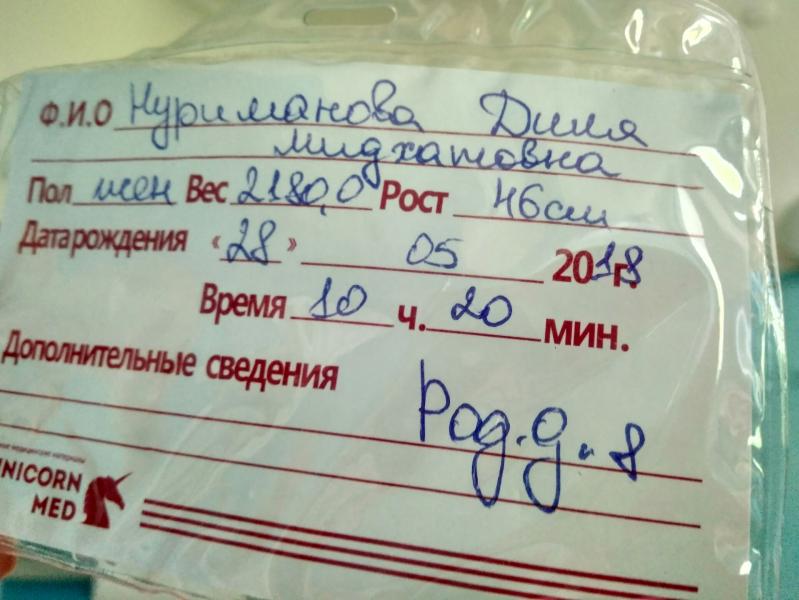 Ф.И.О Нуриманова Диля
Мидхатовна
Пол жен Вес 2180,0 Рост 46см
Дата рождения «28» 05 2018г.
Время 10 ч. 20 мин.
Дополнительные сведения
Род.д. 8
UNICORN
MED